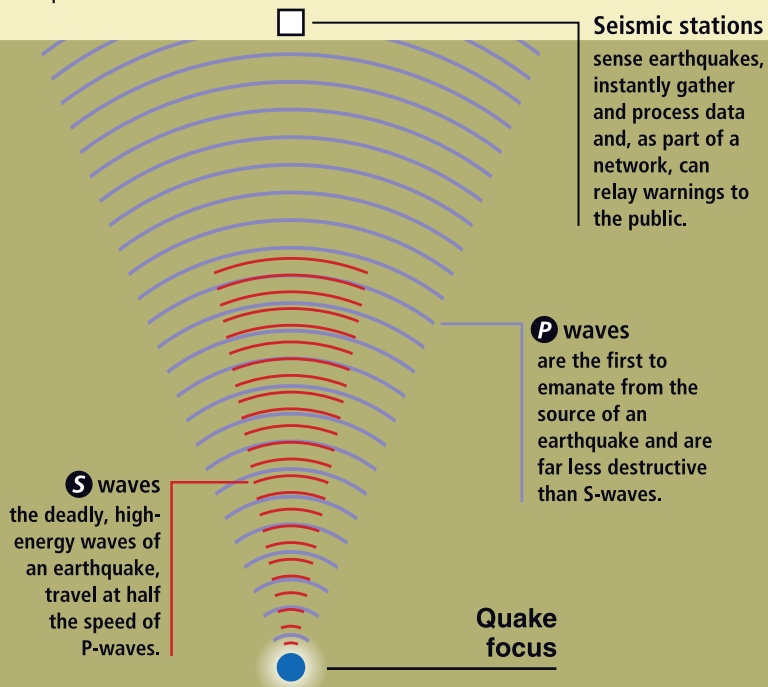 Seismic stations
sense earthquakes,
instantly gather
and process data
and, as part of a
network, can
relay warnings to
the public.
P waves
are the first to
emanate from the
source of an
earthquake and are
far less destructive
than S-waves.
S waves
the deadly, high-
energy waves of
an earthquake,
travel at half
the speed of
P-waves.
Quake
focus